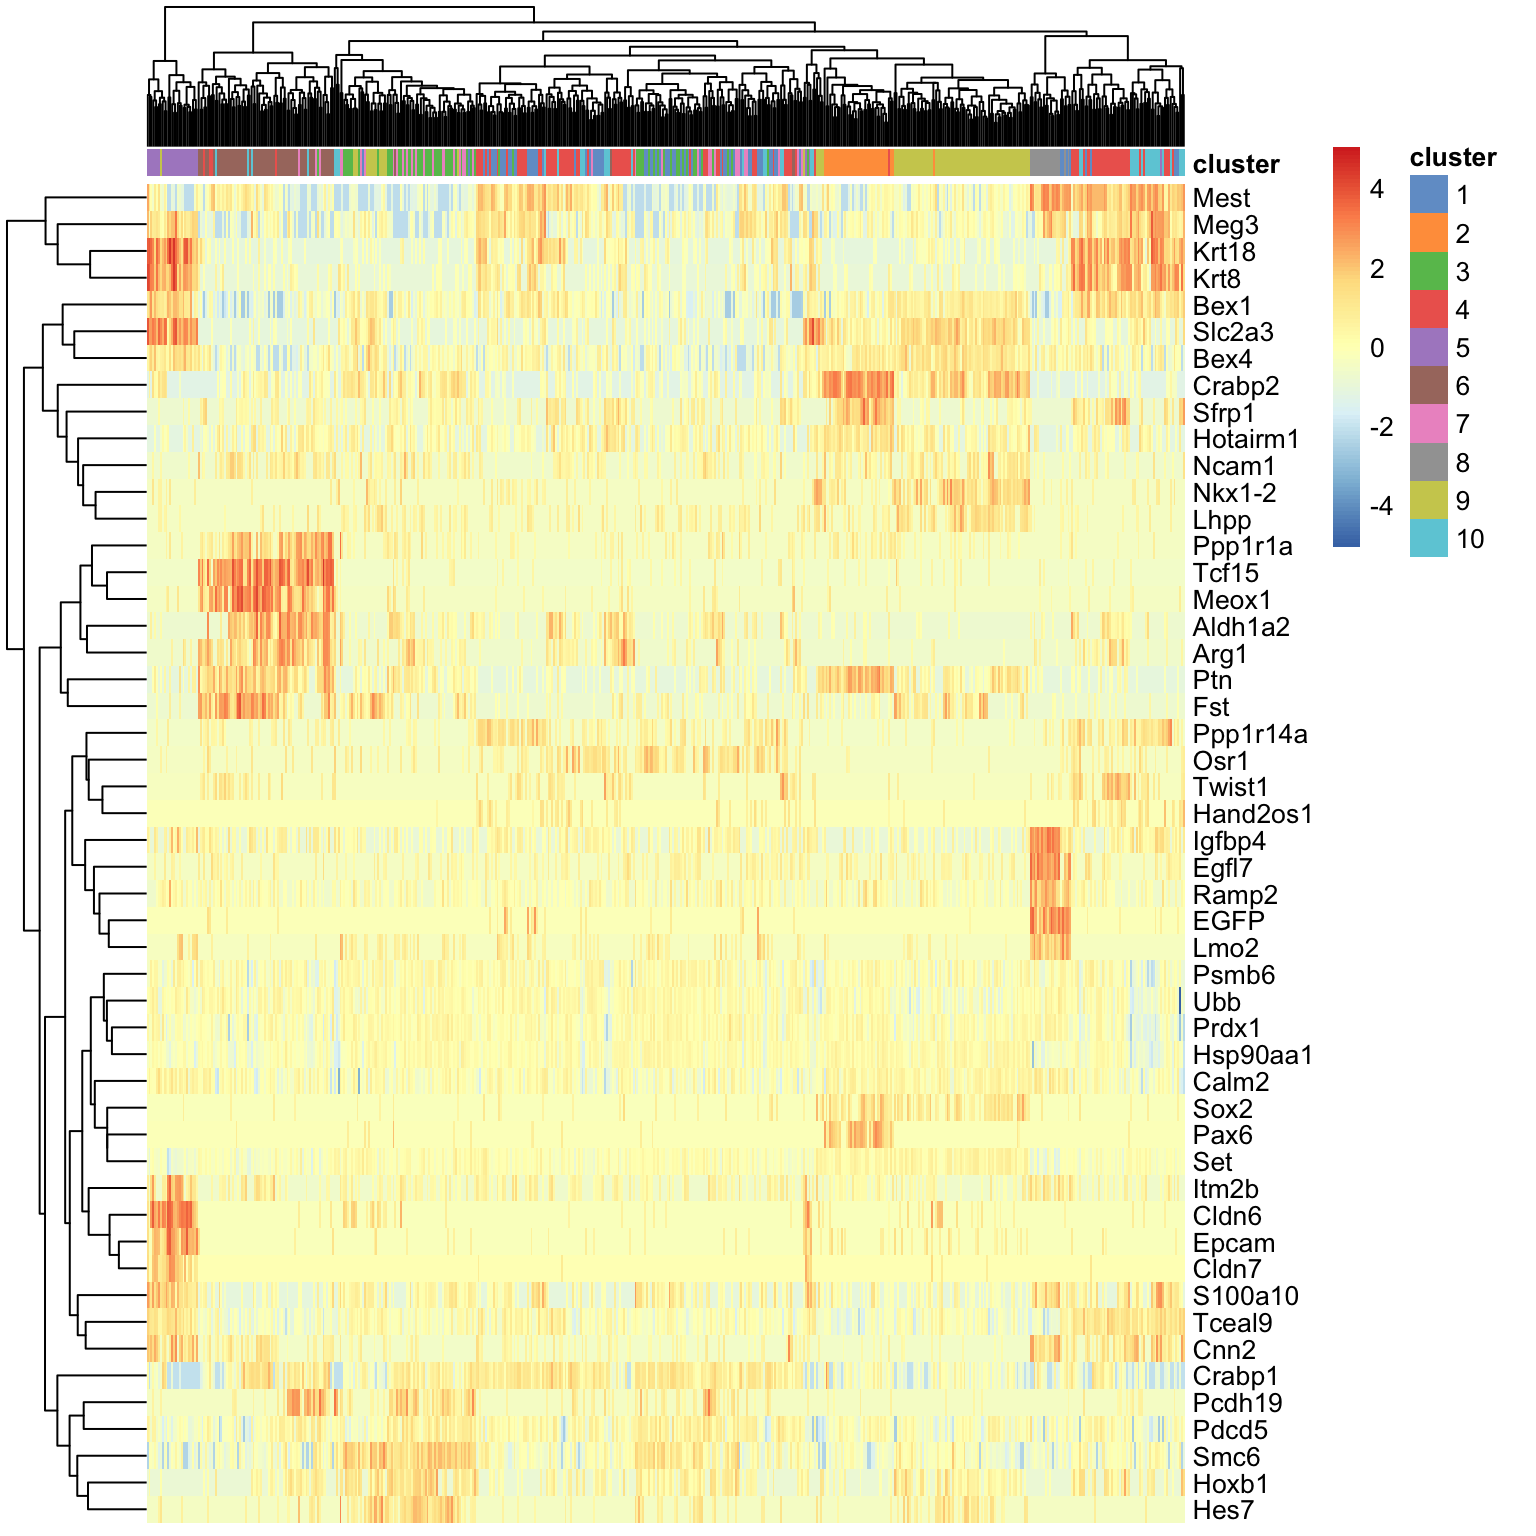 cluster
Mest
Meg3
Krt18
Krt8
Bex1
Slc2a3
Bex4
Crabp2
Sfrp1
Hotairm1
Ncam1
Nkx1-2
Lhpp
Ppp1r1a
Tcf15
Meox1
Aldh1a2
Arg1
Ptn
Fst
Ppp1r14a
Osr1
Twist1
Hand2os1
Igfbp4
Egfl7
Ramp2
EGFP
Lmo2
Psmb6
Ubb
Prdx1
Hsp90aa1
Calm2
Sox2
Pax6
Set
Itm2b
Cldn6
Epcam
Cldn7
S100a10
Tceal9
Cnn2
Crabp1
Pcdh19
Pdcd5
Smc6
Hoxb1
Hes7
4
2
0
-2
-4
cluster
1
2
3
4
5
6
7
8
9
10